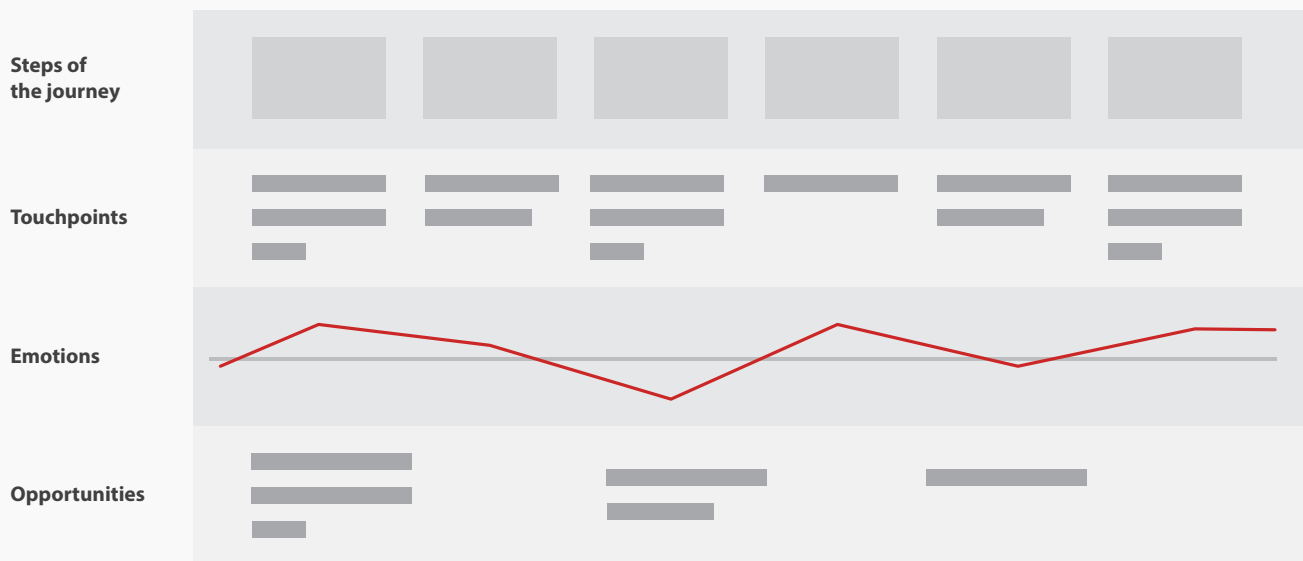 Steps of
the journey
Touchpoints
Emotions
Opportunities